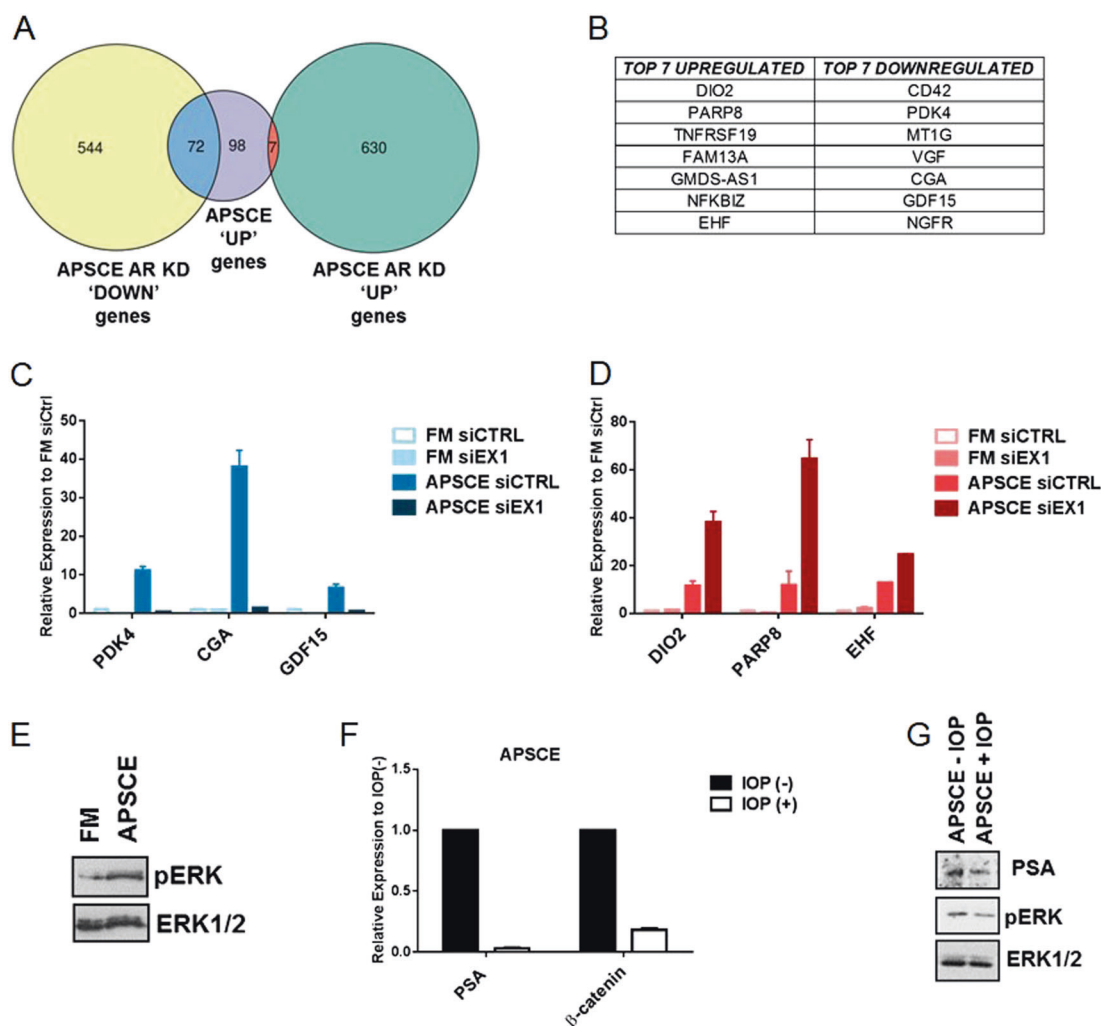 A
544
72
98
7
630
APSCE
'UP'
genes
APSCE AR KD
'DOWN'
genes
APSCE AR KD
'UP'
genes
B
TOP 7 UPREGULATED TOP 7 DOWNREGULATED
DIO2 CD42
PARP8 PDK4
TNFRSF19 MT1G
FAM13A VGF
GMDS-AS1 CGA
NFKBIZ GDF15
EHF NGFR
C
Relative Expression to FM siCtrl
50
40
30
20
10
0
PDK4
CGA
GDF15
FM siCTRL
FM siEX1
APSCE siCTRL
APSCE siEX1
D
Relative Expression to FM siCtrl
80
60
40
20
0
DIO2
PARP8
EHF
FM siCTRL
FM siEX1
APSCE siCTRL
APSCE siEX1
E
FM
APSCE
pERK
ERK1/2
F
APSCE
Relative Expression to IOP(-)
1.5
1.0
0.5
0.0
PSA
β-catenin
IOP (-)
IOP (+)
G
APSCE - IOP
APSCE + IOP
PSA
pERK
ERK1/2